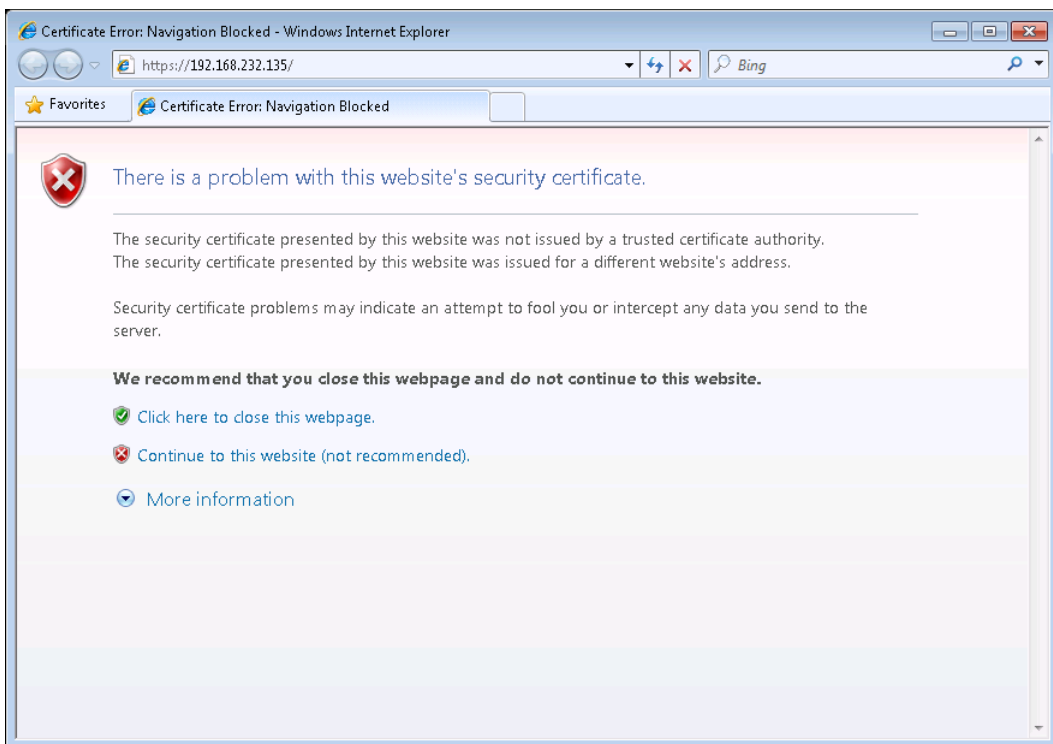 Certificate Error: Navigation Blocked - Windows Internet Explorer
https://192.168.232.135/
Bing
Favorites
Certificate Error: Navigation Blocked
There is a problem with this website's security certificate.
The security certificate presented by this website was not issued by a trusted certificate authority.
The security certificate presented by this website was issued for a different website's address.
Security certificate problems may indicate an attempt to fool you or intercept any data you send to the
server.
We recommend that you close this webpage and do not continue to this website.
Click here to close this webpage.
Continue to this website (not recommended).
More information